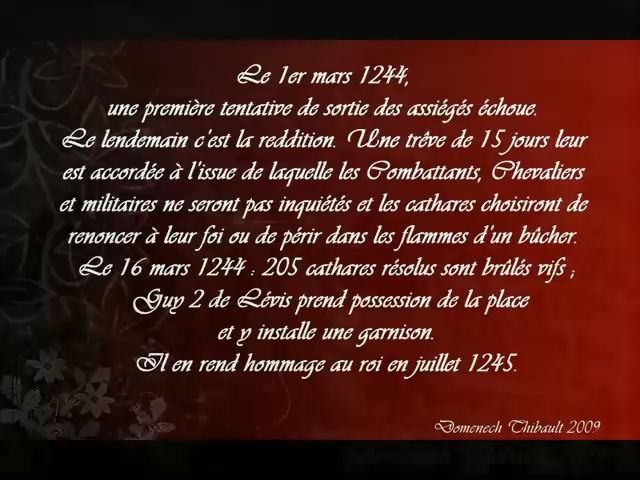 Le 1er mars 1244,
une première tentative de sortie des assiégés échoue.
Le lendemain c'est la reddition. Une trêve de 15 jours leur
est accordée à l'issue de laquelle les Combattants, Chevaliers
et militaires ne seront pas inquiétés et les cathares choisiront de
renoncer à leur foi ou de périr dans les flammes d'un bûcher.
Le 16 mars 1244 : 205 cathares résolus sont brûlés vifs ;
Guy 2 de Lévis prend possession de la place
et y installe une garnison.
Il en rend hommage au roi en juillet 1245.
Domenech Thibault 2009